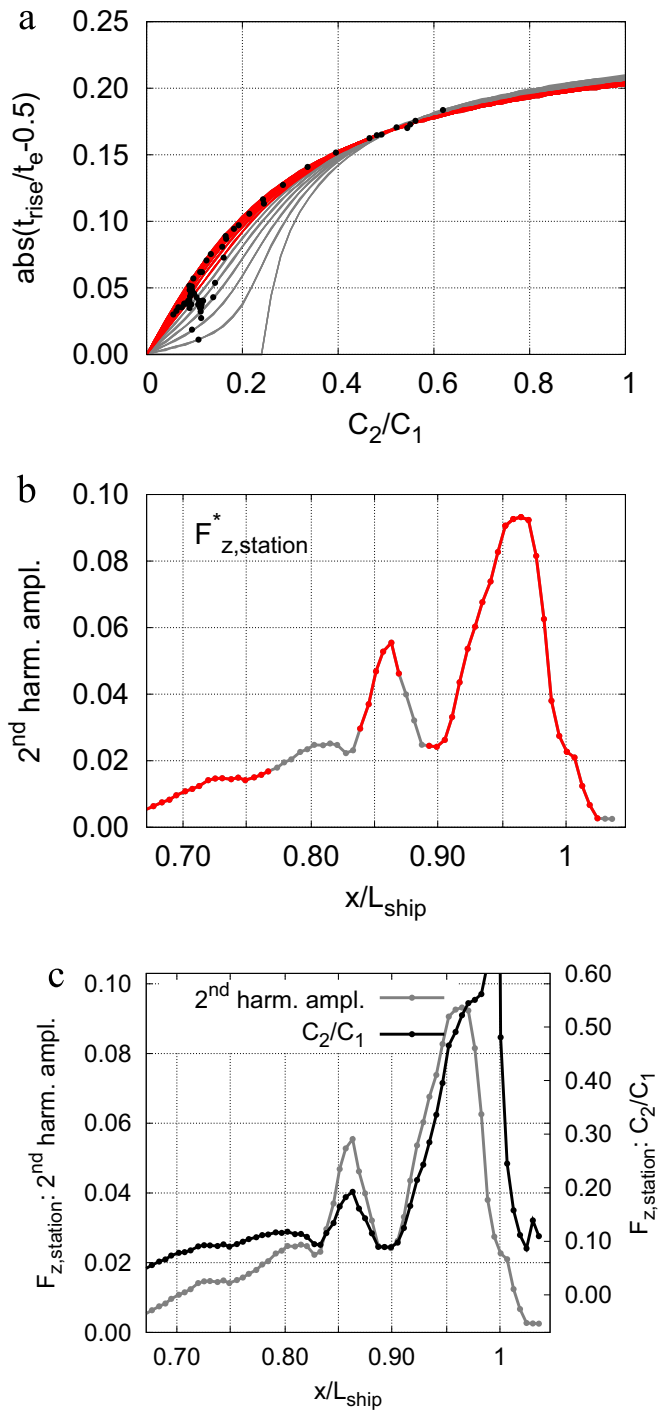 a
0.25
0.20
0.15
0.10
0.05
0.00
abs(t_rise/t_e-0.5)
0 0.2 0.4 0.6 0.8 1
C_2/C_1
b
0.10
0.08
0.06
0.04
0.02
0.00
2^nd harm. ampl.
F^*_z,station
0.70 0.80 0.90 1
x/L_ship
c
0.10
0.08
0.06
0.04
0.02
0.00
F_z,station: 2^nd harm. ampl.
2^nd harm. ampl.
C_2/C_1
0.60
0.50
0.40
0.30
0.20
0.10
0.00
F_z,station: C_2/C_1
0.70 0.80 0.90 1
x/L_ship